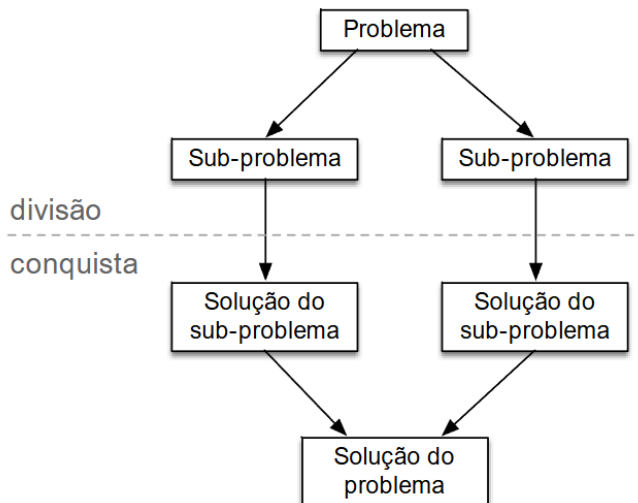 Problema
Sub-problema
Sub-problema
divisão
conquista
Solução do
sub-problema
Solução do
sub-problema
Solução do
problema